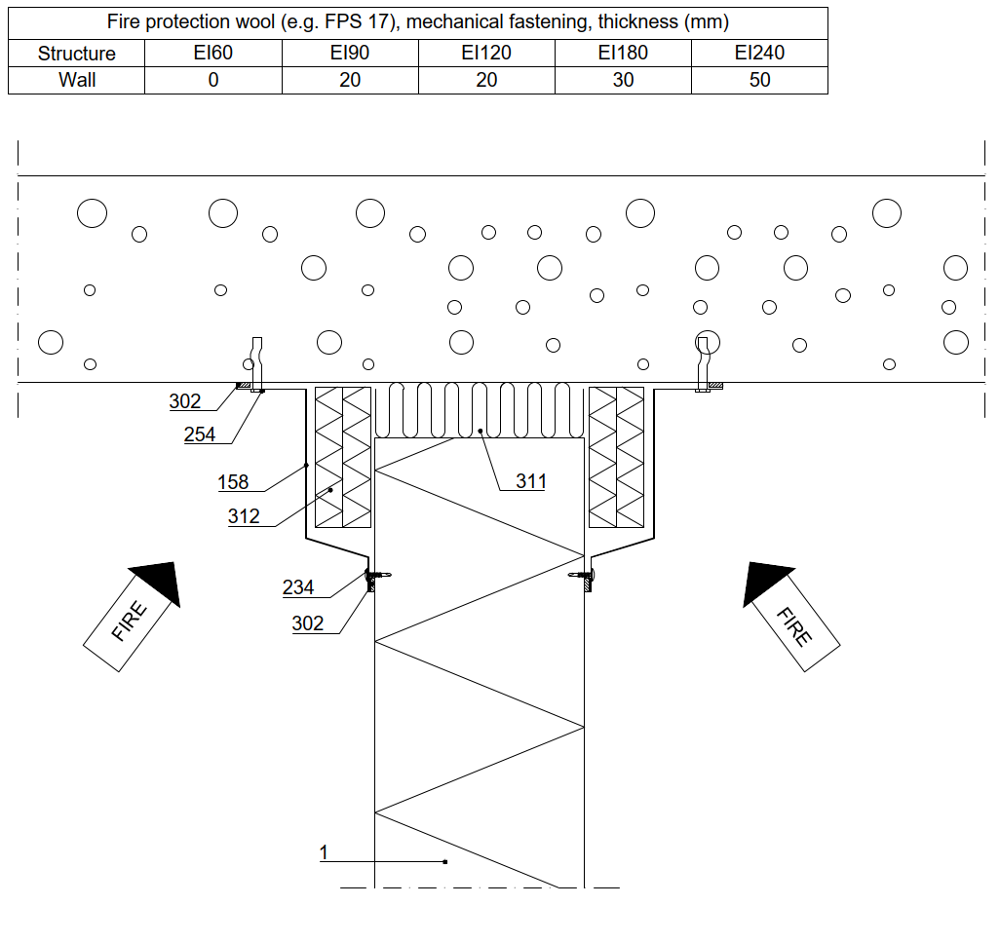 Fire protection wool (e.g. FPS 17), mechanical fastening, thickness (mm)
Structure EI60 EI90 EI120 EI180 EI240
Wall 0 20 20 30 50
302
254
158
311
312
234
302
FIRE
FIRE
1